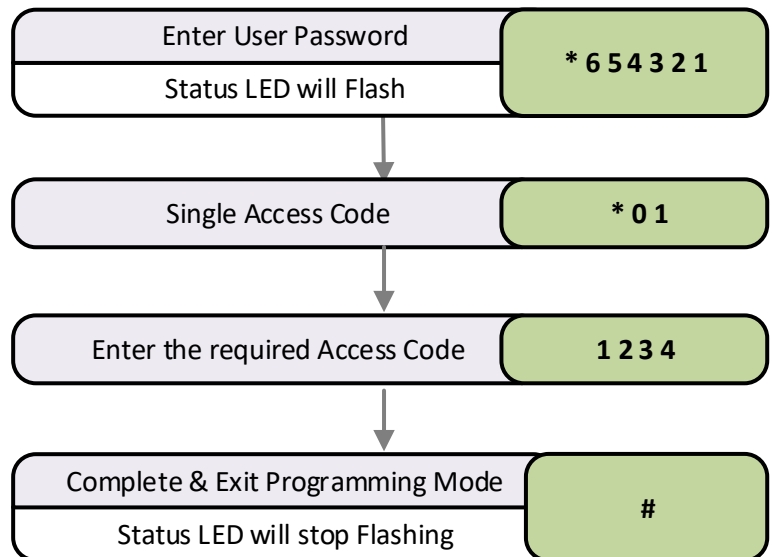 Enter User Password
Status LED will Flash
* 6 5 4 3 2 1
Single Access Code
* 0 1
Enter the required Access Code
1 2 3 4
Complete & Exit Programming Mode
Status LED will stop Flashing
#